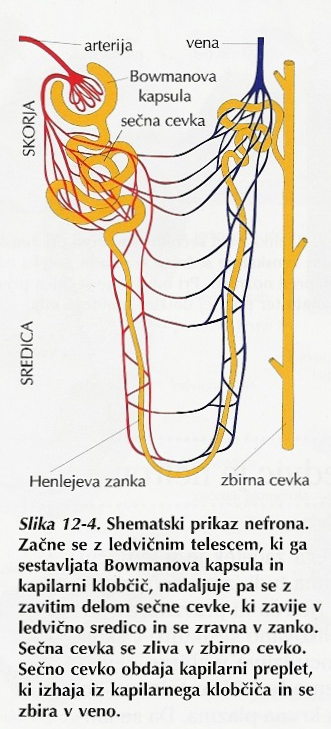 arterija
vena
Bowmanova
kapsula
sečna cevka
SKORJA
SREDICA
Henlejeva zanka
zbirna cevka
Slika 12-4. Shematski prikaz nefrona.
Začne se z ledvičnim telescem, ki ga
sestavljata Bowmanova kapsula in
kapilarni klobčič, nadaljuje pa se z
zavitim delom sečne cevke, ki zavije v
ledvično sredico in se zravna v zanko.
Sečna cevka se zliva v zbirno cevko.
Sečno cevko obdaja kapilarni preplet,
ki izhaja iz kapilarnega klobčiča in se
zbira v veno.